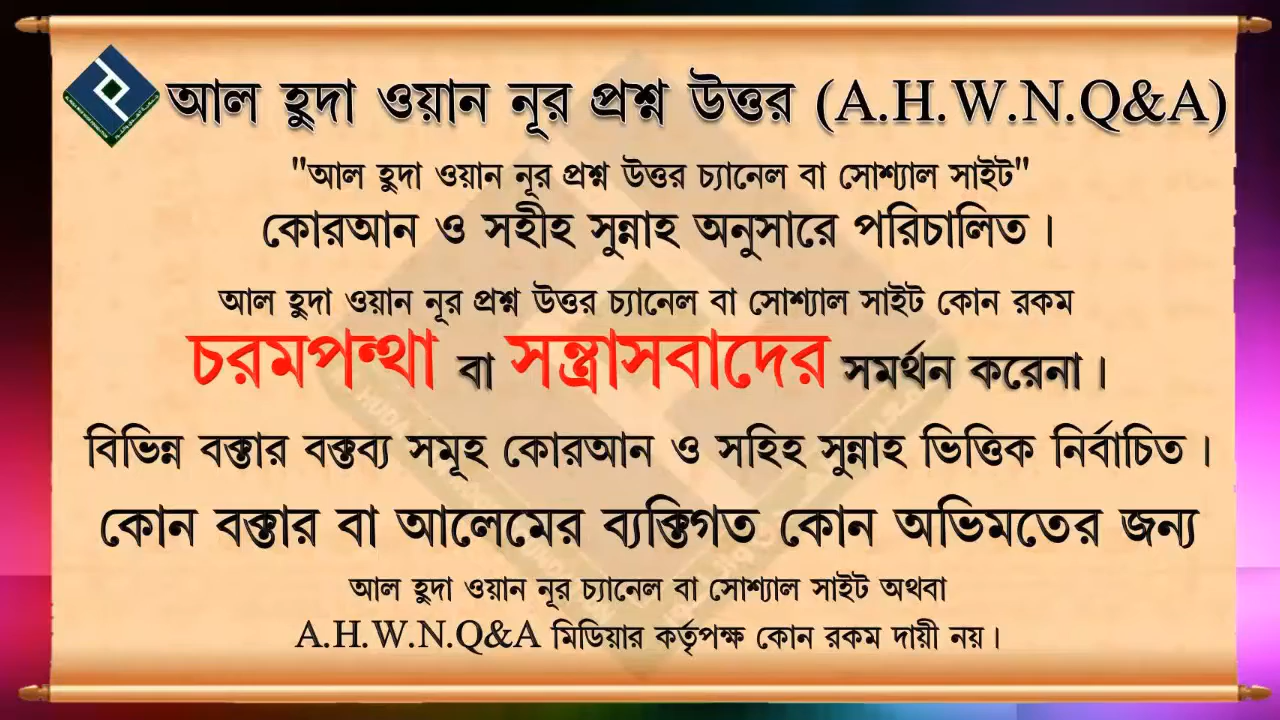 আল হুদা ওয়ান নূর প্রশ্ন উত্তর (A.H.W.N.Q&A)
"আল হুদা ওয়ান নূর প্রশ্ন উত্তর চ্যানেল বা সোশ্যাল সাইট"
কোরআন ও সহীহ সুন্নাহ অনুসারে পরিচালিত।
আল হুদা ওয়ান নূর প্রশ্ন উত্তর চ্যানেল বা সোশ্যাল সাইট কোন রকম
চরমপন্থা বা সন্ত্রাসবাদের সমর্থন করেনা।
বিভিন্ন বক্তার বক্তব্য সমূহ কোরআন ও সহিহ সুন্নাহ ভিত্তিক নির্বাচিত।
কোন বক্তার বা আলেমের ব্যক্তিগত কোন অভিমতের জন্য
আল হুদা ওয়ান নূর চ্যানেল বা সোশ্যাল সাইট অথবা
A.H.W.N.Q&A মিডিয়ার কর্তৃপক্ষ কোন রকম দায়ী নয়।